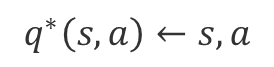 q*(s, a) ← s, a